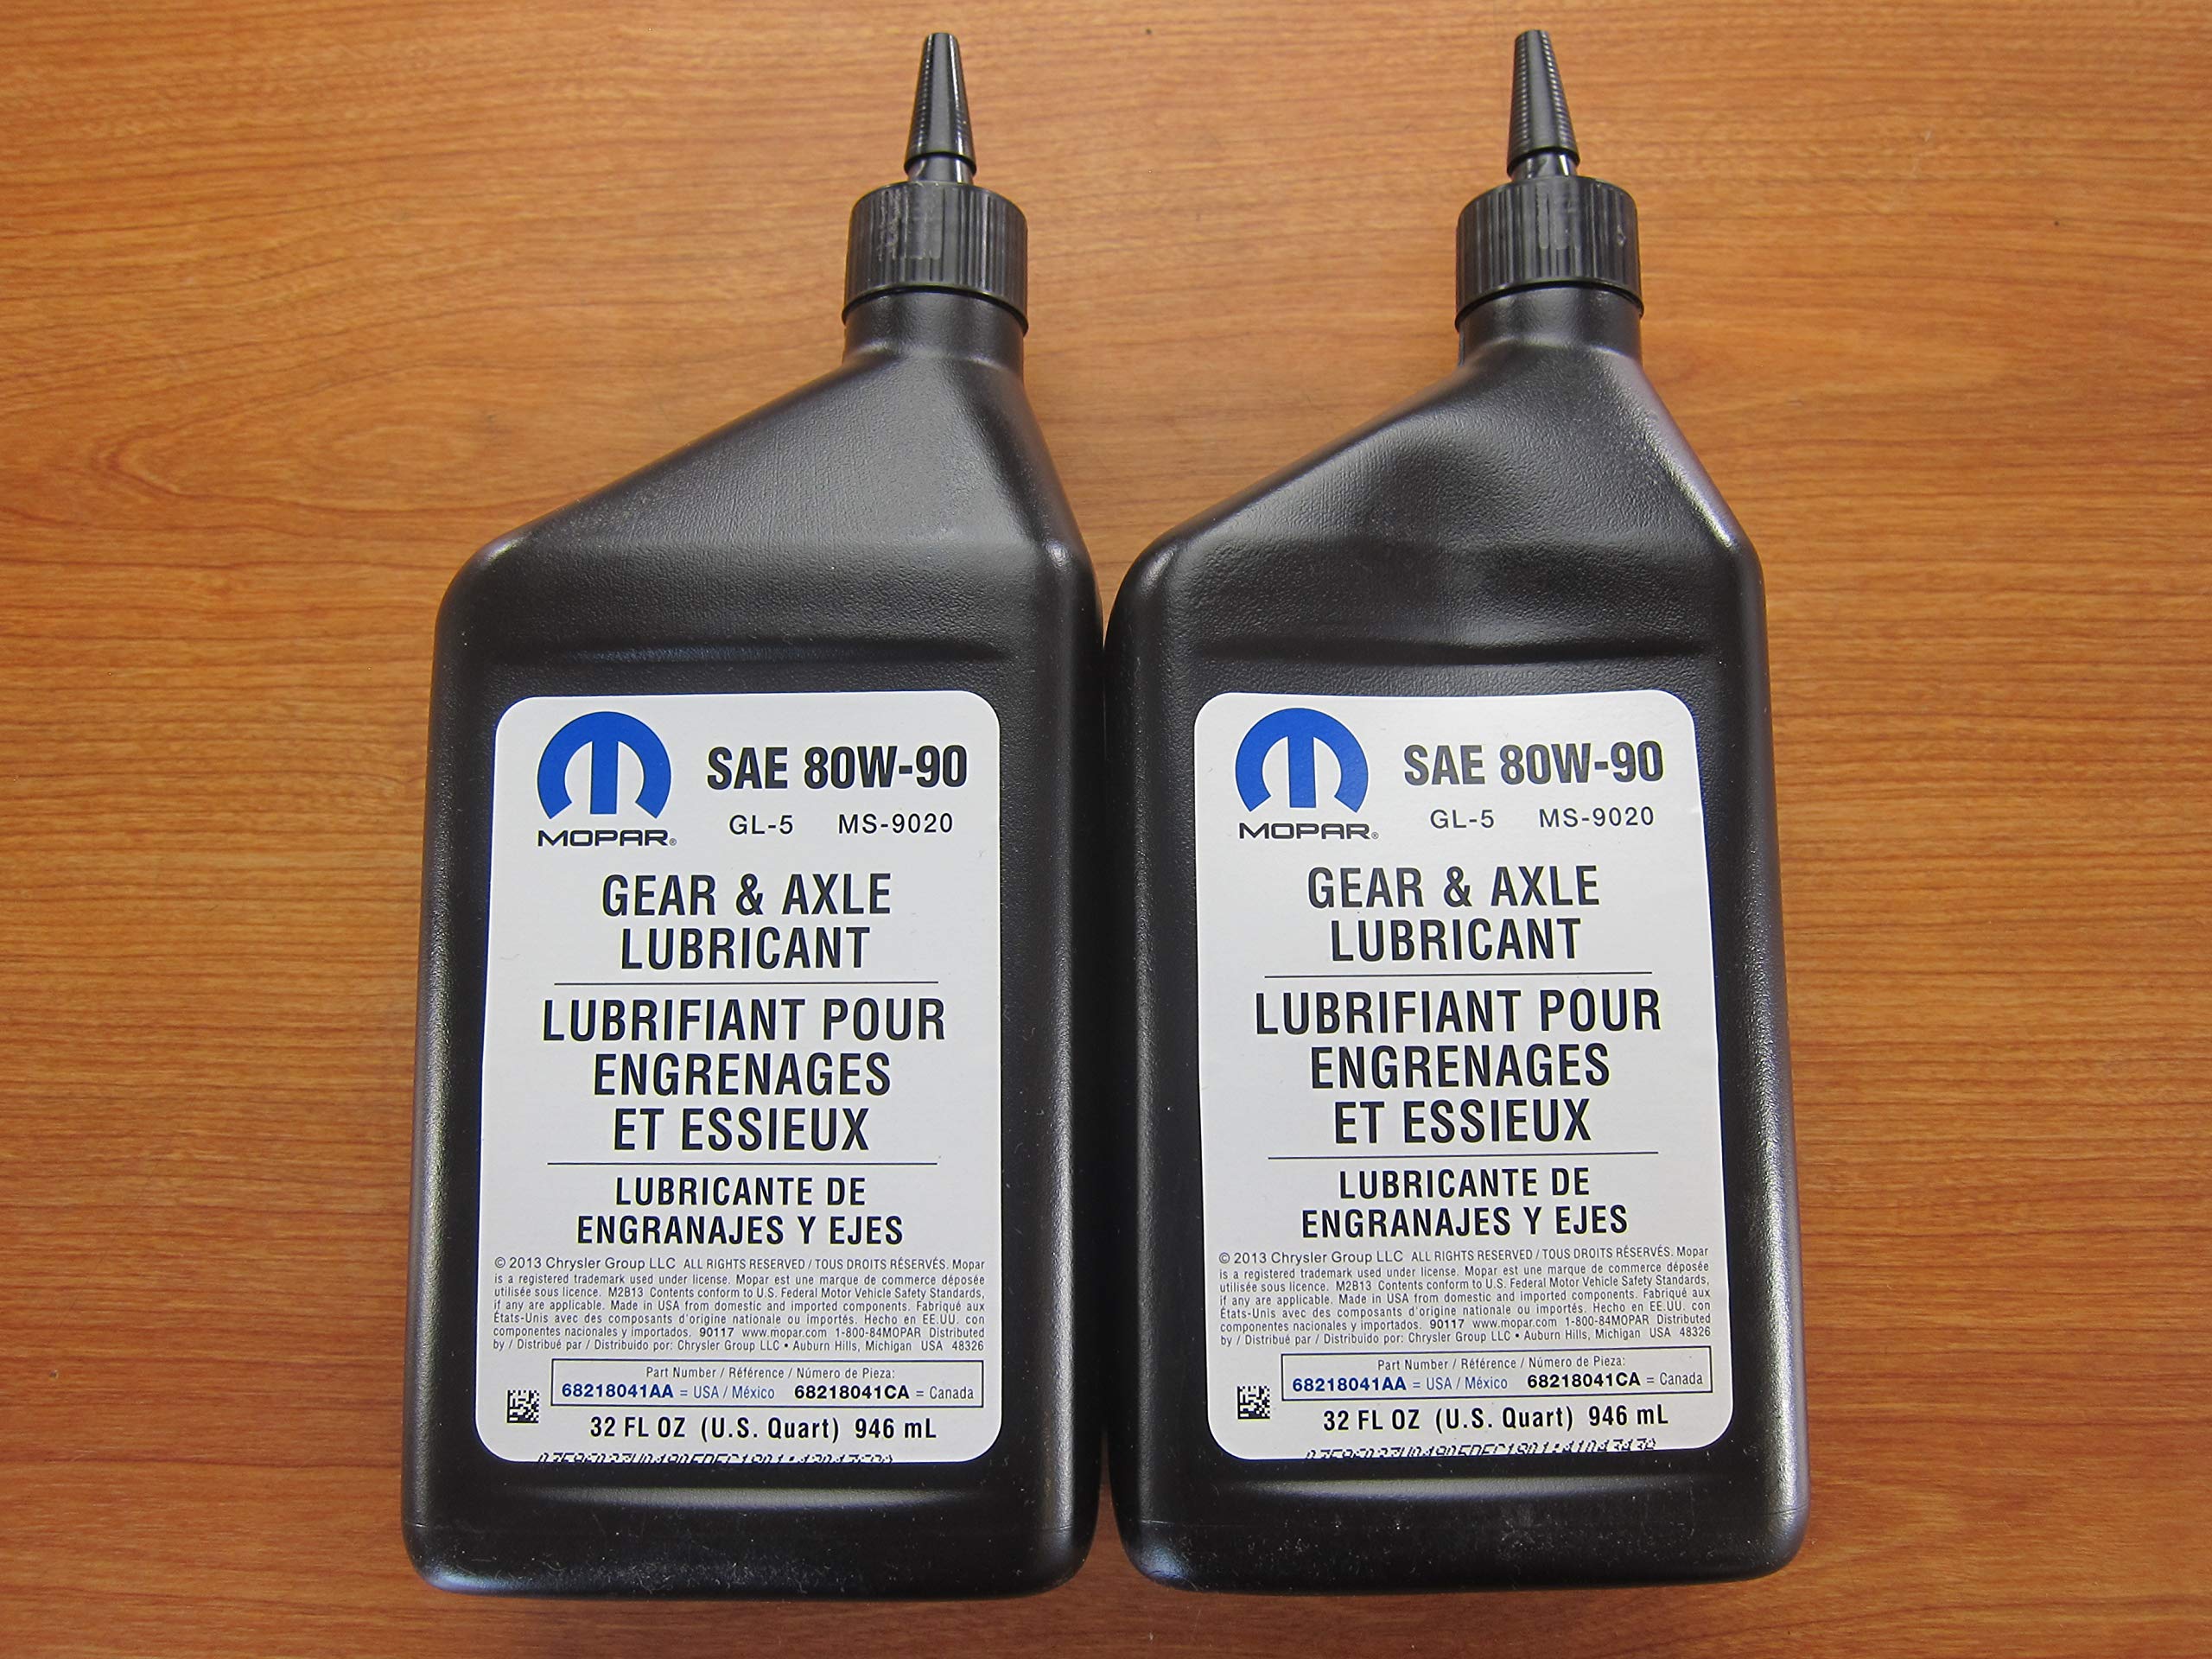 MOPAR®
SAE 80W-90
GL-5 MS-9020
GEAR & AXLE
LUBRICANT
LUBRIFIANT POUR
ENGRENAGES
ET ESSIEUX
LUBRICANTE DE
ENGRANAJES Y EJES
© 2013 Chrysler Group LLC ALL RIGHTS RESERVED / TOUS DROITS RÉSERVÉS. Mopar
is a registered trademark used under license. Mopar est une marque de commerce déposée
utilisée sous licence. M2B13 Contents conform to U.S. Federal Motor Vehicle Safety Standards,
if any are applicable. Made in USA from domestic and imported components. Fabriqué aux
États-Unis avec des composants d'origine nationale ou importés. Hecho en EE.UU. con
componentes nacionales y importados. 90117 www.mopar.com 1-800-84MOPAR Distributed
by / Distribué par / Distribuido por: Chrysler Group LLC • Auburn Hills, Michigan USA 48326
Part Number / Référence / Número de Pieza:
68218041AA = USA / México 68218041CA = Canada
32 FL OZ (U.S. Quart) 946 mL
MOPAR®
SAE 80W-90
GL-5 MS-9020
GEAR & AXLE
LUBRICANT
LUBRIFIANT POUR
ENGRENAGES
ET ESSIEUX
LUBRICANTE DE
ENGRANAJES Y EJES
© 2013 Chrysler Group LLC ALL RIGHTS RESERVED / TOUS DROITS RÉSERVÉS. Mopar
is a registered trademark used under license. Mopar est une marque de commerce déposée
utilisée sous licence. M2B13 Contents conform to U.S. Federal Motor Vehicle Safety Standards,
if any are applicable. Made in USA from domestic and imported components. Fabriqué aux
États-Unis avec des composants d'origine nationale ou importés. Hecho en EE.UU. con
componentes nacionales y importados. 90117 www.mopar.com 1-800-84MOPAR Distributed
by / Distribué par / Distribuido por: Chrysler Group LLC • Auburn Hills, Michigan USA 48326
Part Number / Référence / Número de Pieza:
68218041AA = USA / México 68218041CA = Canada
32 FL OZ (U.S. Quart) 946 mL